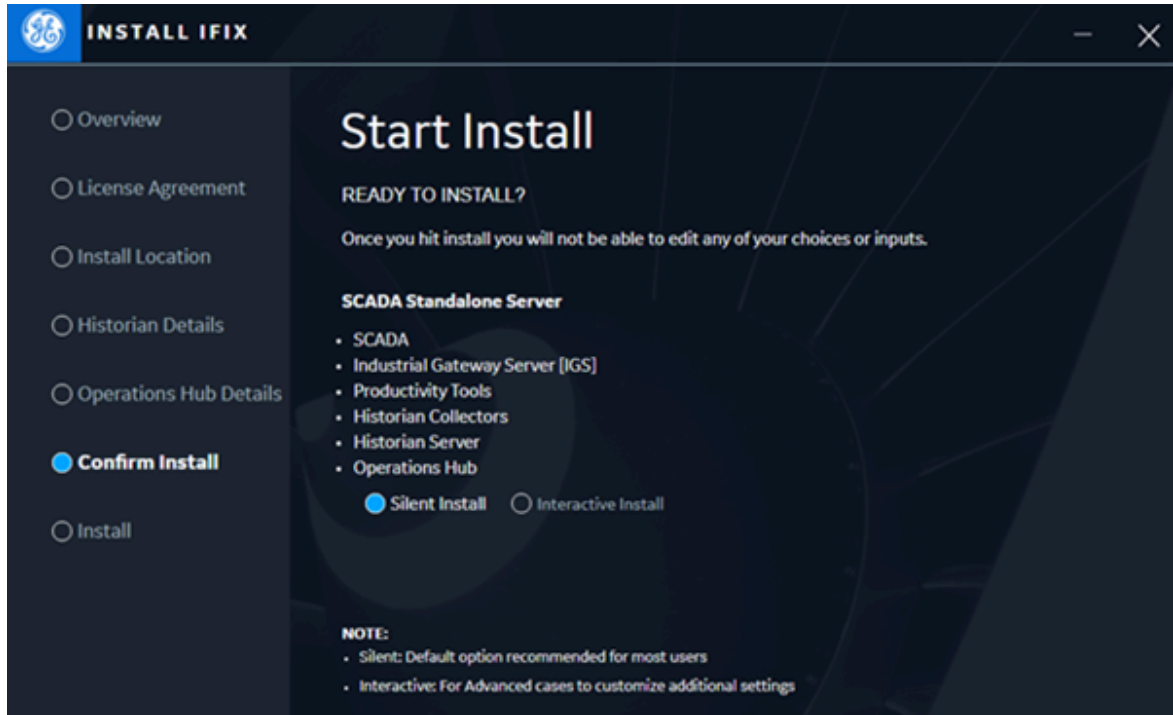 INSTALL IFIX
Overview
License Agreement
Install Location
Historian Details
Operations Hub Details
Confirm Install
Install
Start Install
READY TO INSTALL?
Once you hit install you will not be able to edit any of your choices or inputs.
SCADA Standalone Server
• SCADA
• Industrial Gateway Server [IGS]
• Productivity Tools
• Historian Collectors
• Historian Server
• Operations Hub
Silent Install Interactive Install
NOTE:
• Silent: Default option recommended for most users
• Interactive: For Advanced cases to customize additional settings